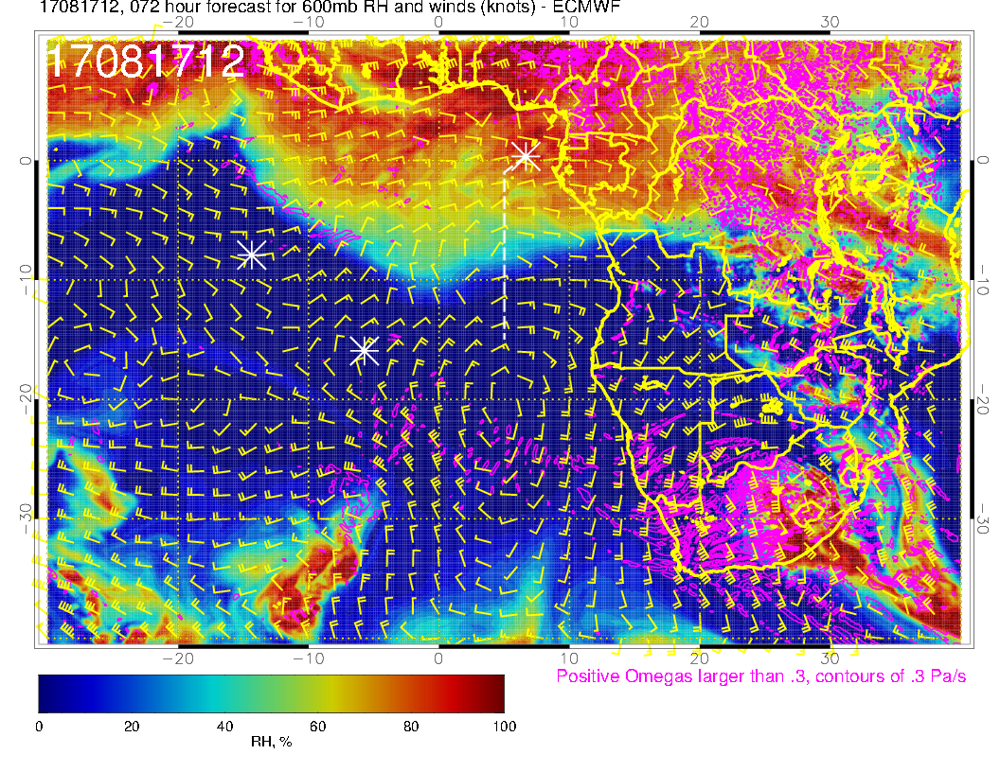 17081712, 072 hour forecast for 600mb RH and winds (knots) - ECMWF
−20 −10 0 10 20 30
17081712
0 0
−10 −10
−20 −20
−30 −30
−20 −10 0 10 20 30
Positive Omegas larger than .3, contours of .3 Pa/s
0 20 40 60 80 100
RH, %